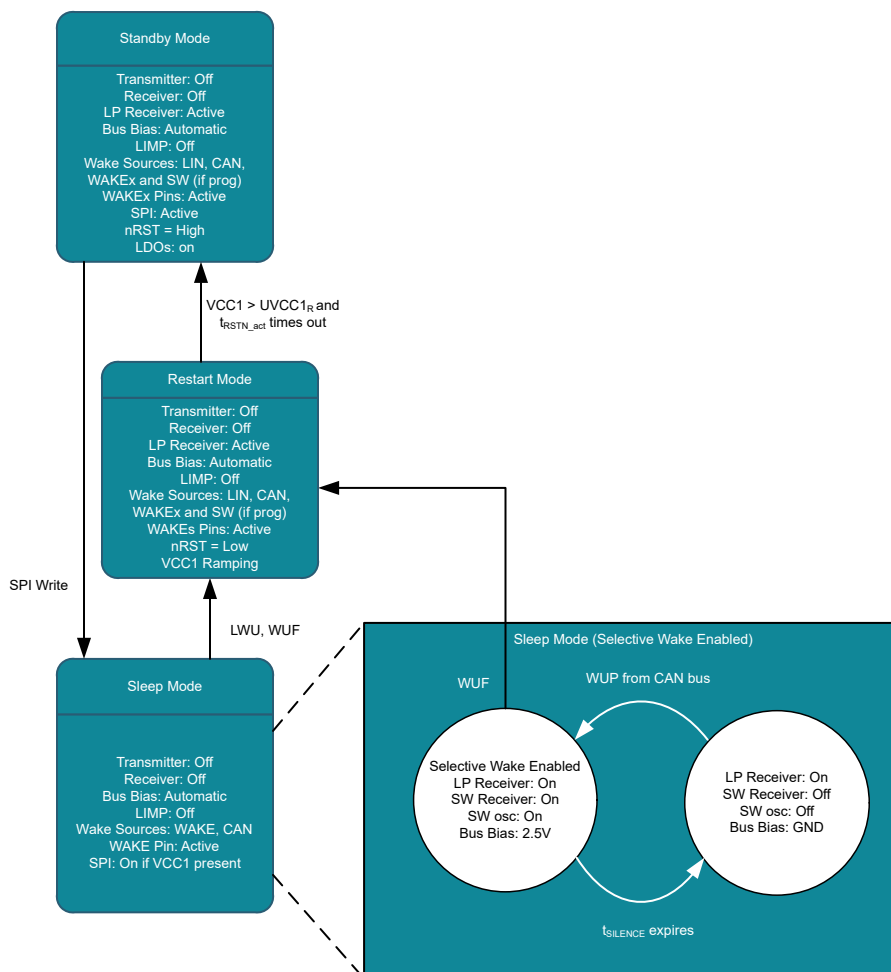 Standby Mode
Transmitter: Off
Receiver: Off
LP Receiver: Active
Bus Bias: Automatic
LIMP: Off
Wake Sources: LIN, CAN,
WAKEx and SW (if prog)
WAKEx Pins: Active
SPI: Active
nRST = High
LDOs: on
VCC1 > UVCC1R and
tRSTN_act times out
Restart Mode
Transmitter: Off
Receiver: Off
LP Receiver: Active
Bus Bias: Automatic
LIMP: Off
Wake Sources: LIN, CAN,
WAKEx and SW (if prog)
WAKEs Pins: Active
nRST = Low
VCC1 Ramping
SPI Write
LWU, WUF
Sleep Mode
Transmitter: Off
Receiver: Off
Bus Bias: Automatic
LIMP: Off
Wake Sources: WAKE, CAN
WAKE Pin: Active
SPI: On if VCC1 present
Sleep Mode (Selective Wake Enabled)
WUF
WUP from CAN bus
Selective Wake Enabled
LP Receiver: On
SW Receiver: On
SW osc: On
Bus Bias: 2.5V
LP Receiver: On
SW Receiver: Off
SW osc: Off
Bus Bias: GND
tSILENCE expires